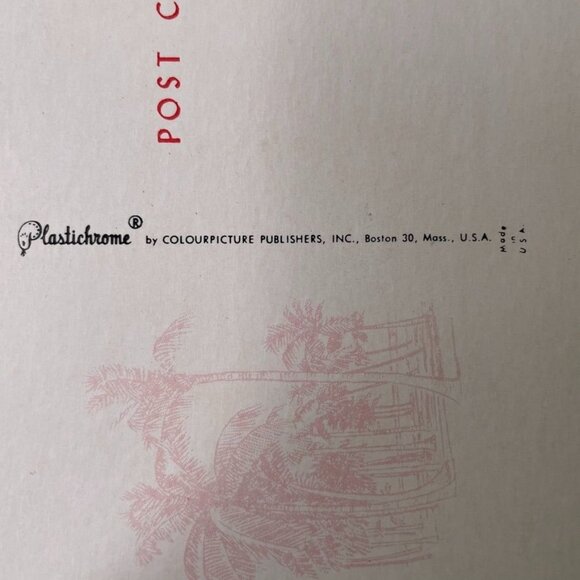 POST C
Plastichrome® by COLOURPICTURE PUBLISHERS, INC., Boston 30, Mass., U.S.A.
Made
in
U.S.A.